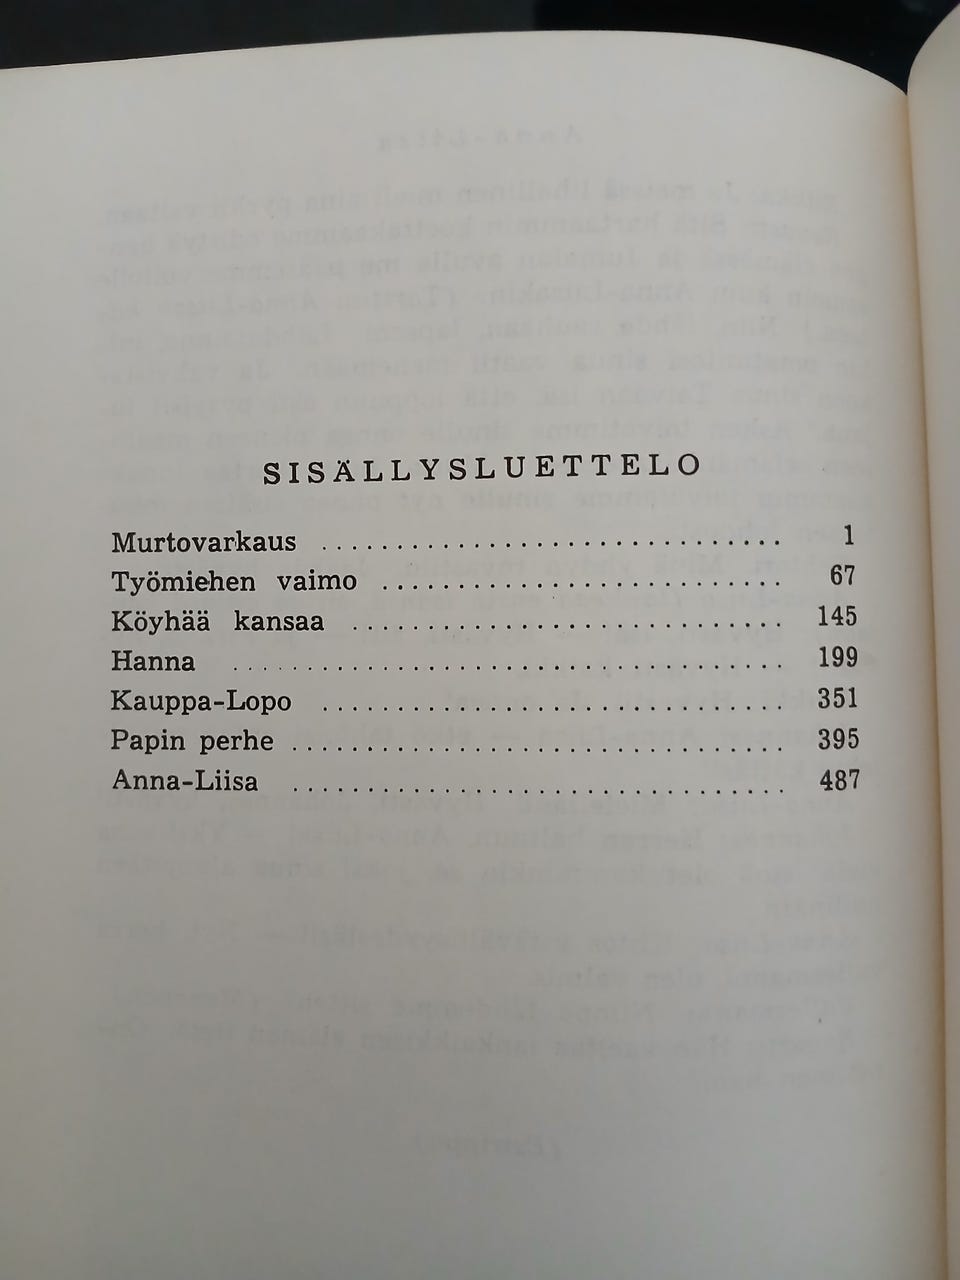 SISÄLLYSLUETTELO
Murtovarkaus ................................ 1
Työmiehen vaimo ............................ 67
Köyhää kansaa .............................. 145
Hanna ...................................... 199
Kauppa-Lopo ................................ 351
Papin perhe .................................. 395
Anna-Liisa .................................. 487